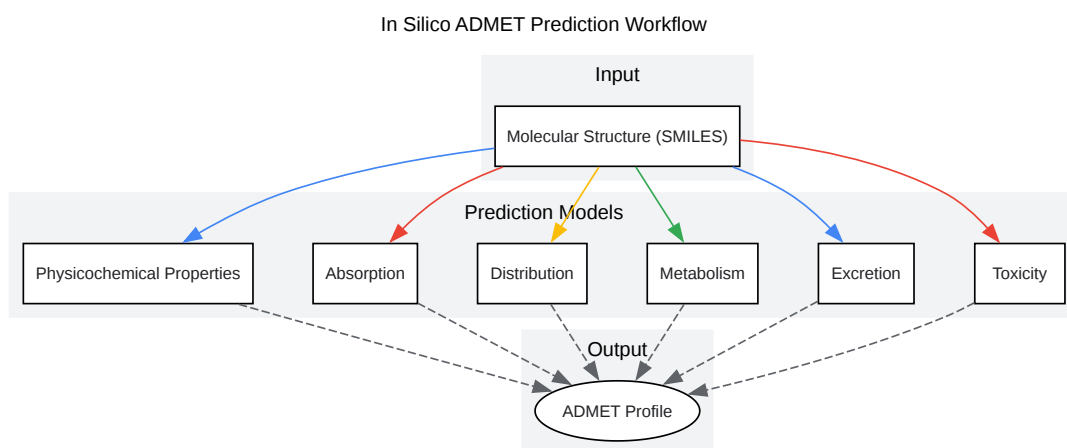 In Silico ADMET Prediction Workflow
Input
Molecular Structure (SMILES)
Prediction Models
Physicochemical Properties
Absorption
Distribution
Metabolism
Excretion
Toxicity
Output
ADMET Profile